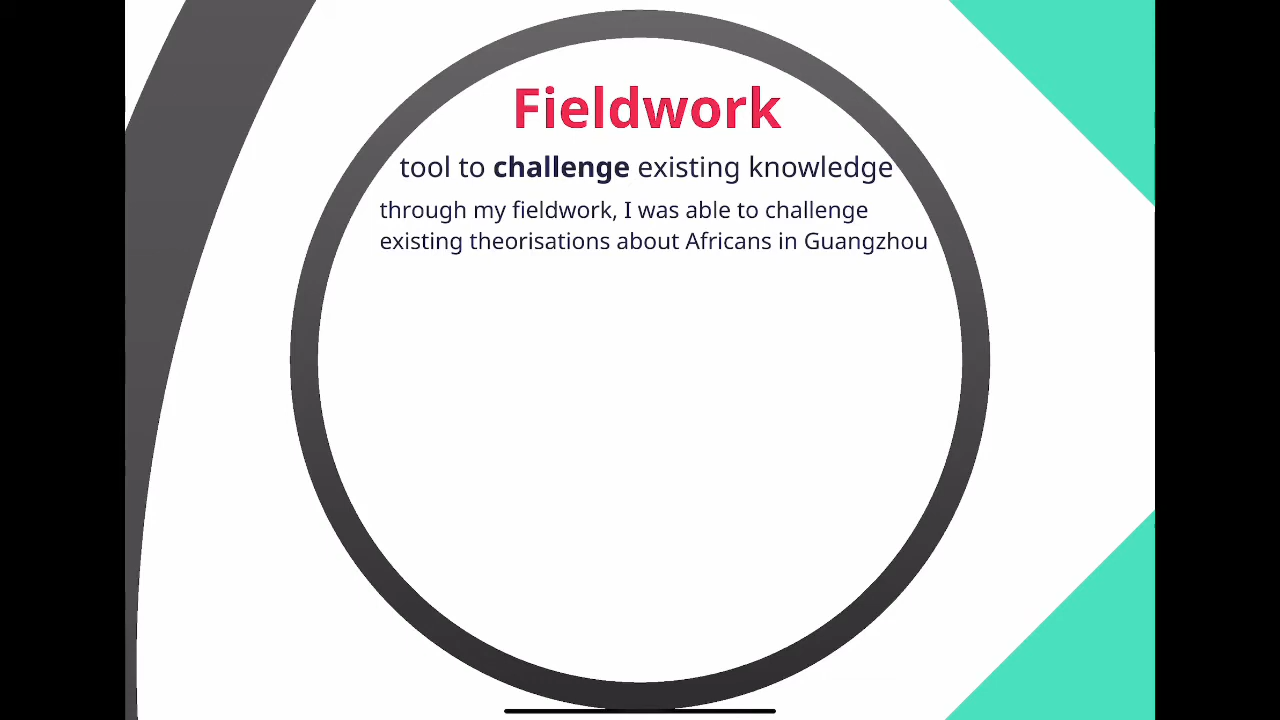 Fieldwork
tool to challenge existing knowledge
through my fieldwork, I was able to challenge
existing theorisations about Africans in Guangzhou